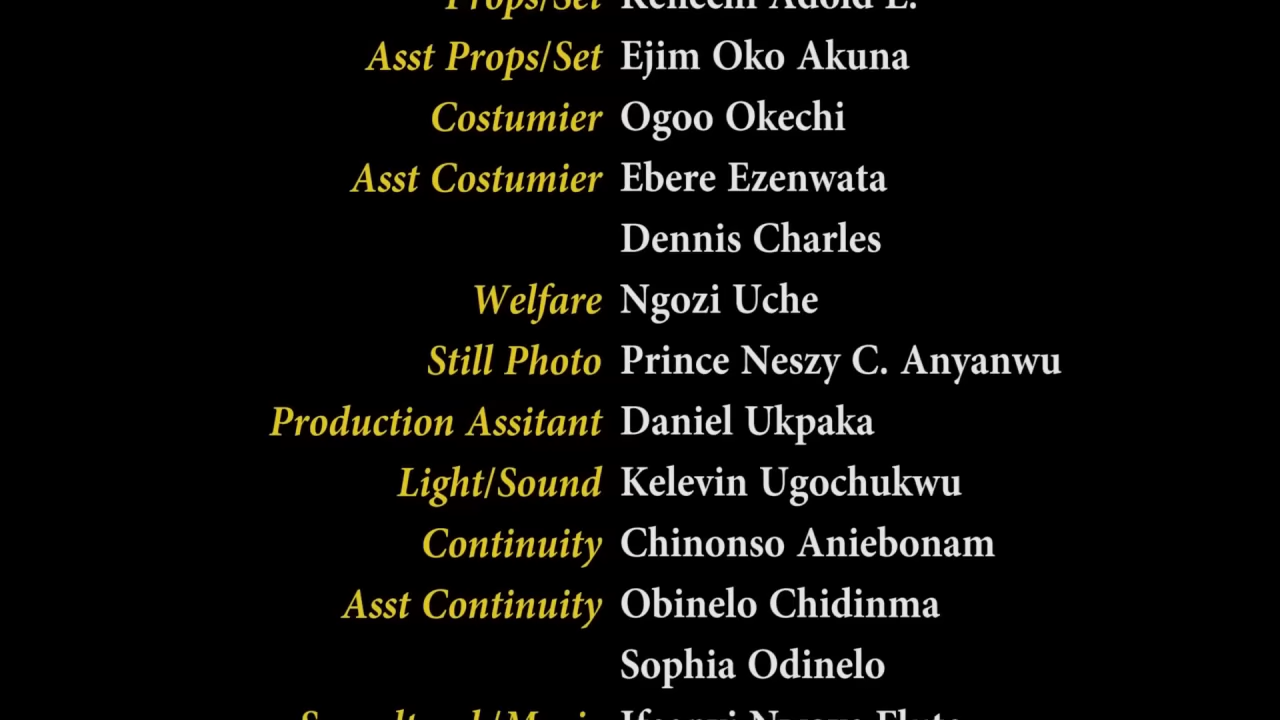 Props/Set
Asst Props/Set Ejim Oko Akuna
Costumier Ogoo Okechi
Asst Costumier Ebere Ezenwata
Dennis Charles
Welfare Ngozi Uche
Still Photo Prince Neszy C. Anyanwu
Production Assitant Daniel Ukpaka
Light/Sound Kelevin Ugochukwu
Continuity Chinonso Aniebonam
Asst Continuity Obinelo Chidinma
Sophia Odinelo